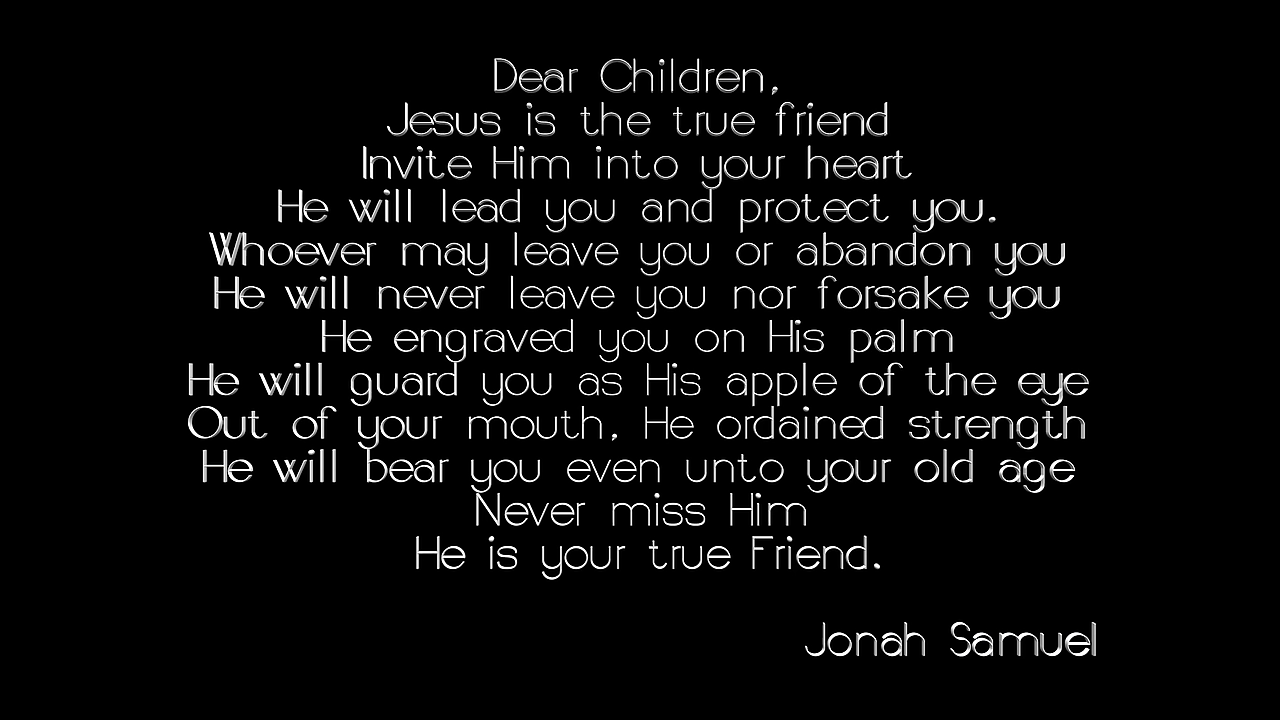 Dear Children,
Jesus is the true friend
Invite Him into your heart
He will lead you and protect you.
Whoever may leave you or abandon you
He will never leave you nor forsake you
He engraved you on His palm
He will guard you as His apple of the eye
Out of your mouth, He ordained strength
He will bear you even unto your old age
Never miss Him
He is your true Friend.
Jonah Samuel